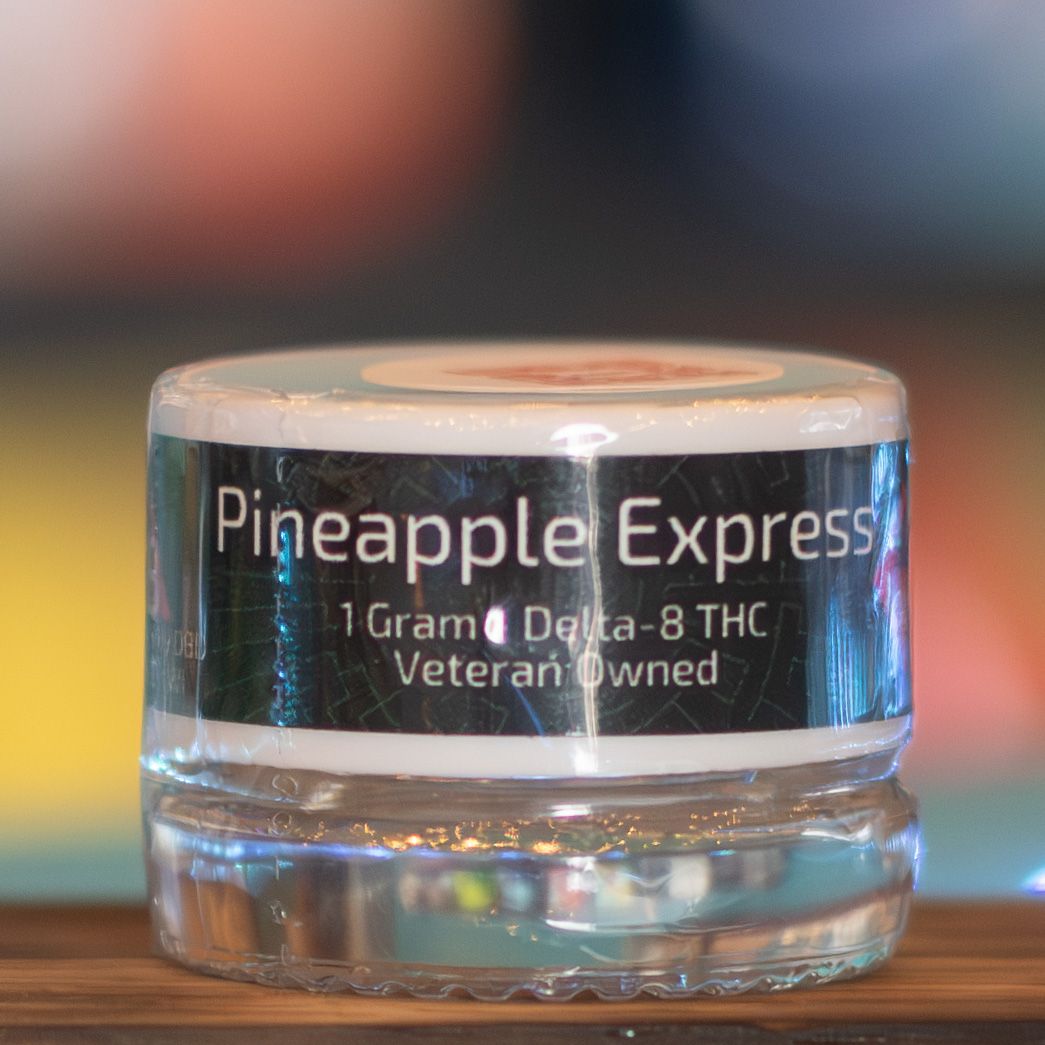 Pineapple Express
1 Gram Delta-8 THC
Veteran Owned